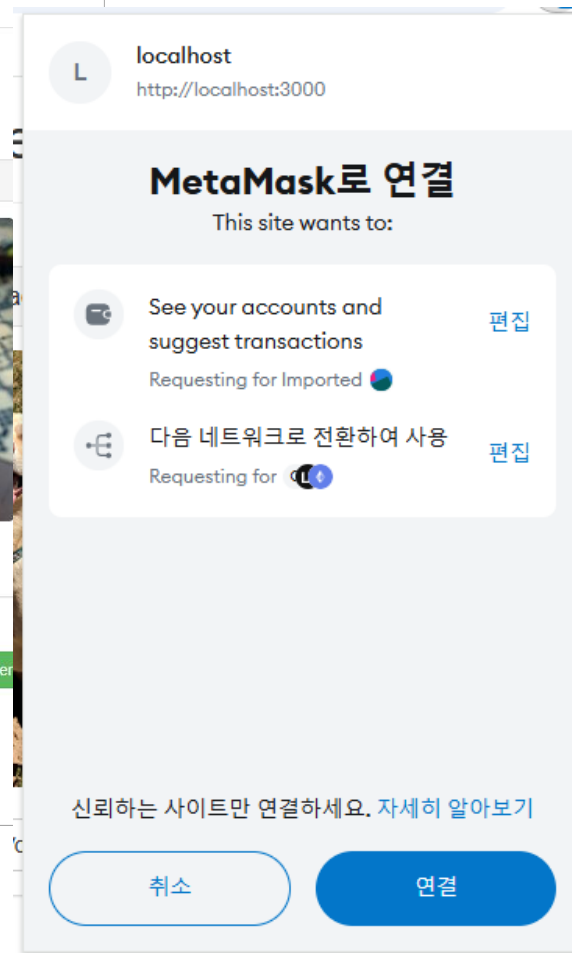 L
localhost
http://localhost:3000
MetaMask로 연결
This site wants to:
See your accounts and
suggest transactions
편집
Requesting for Imported
다음 네트워크로 전환하여 사용
편집
Requesting for
L
신뢰하는 사이트만 연결하세요. 자세히 알아보기
취소
연결